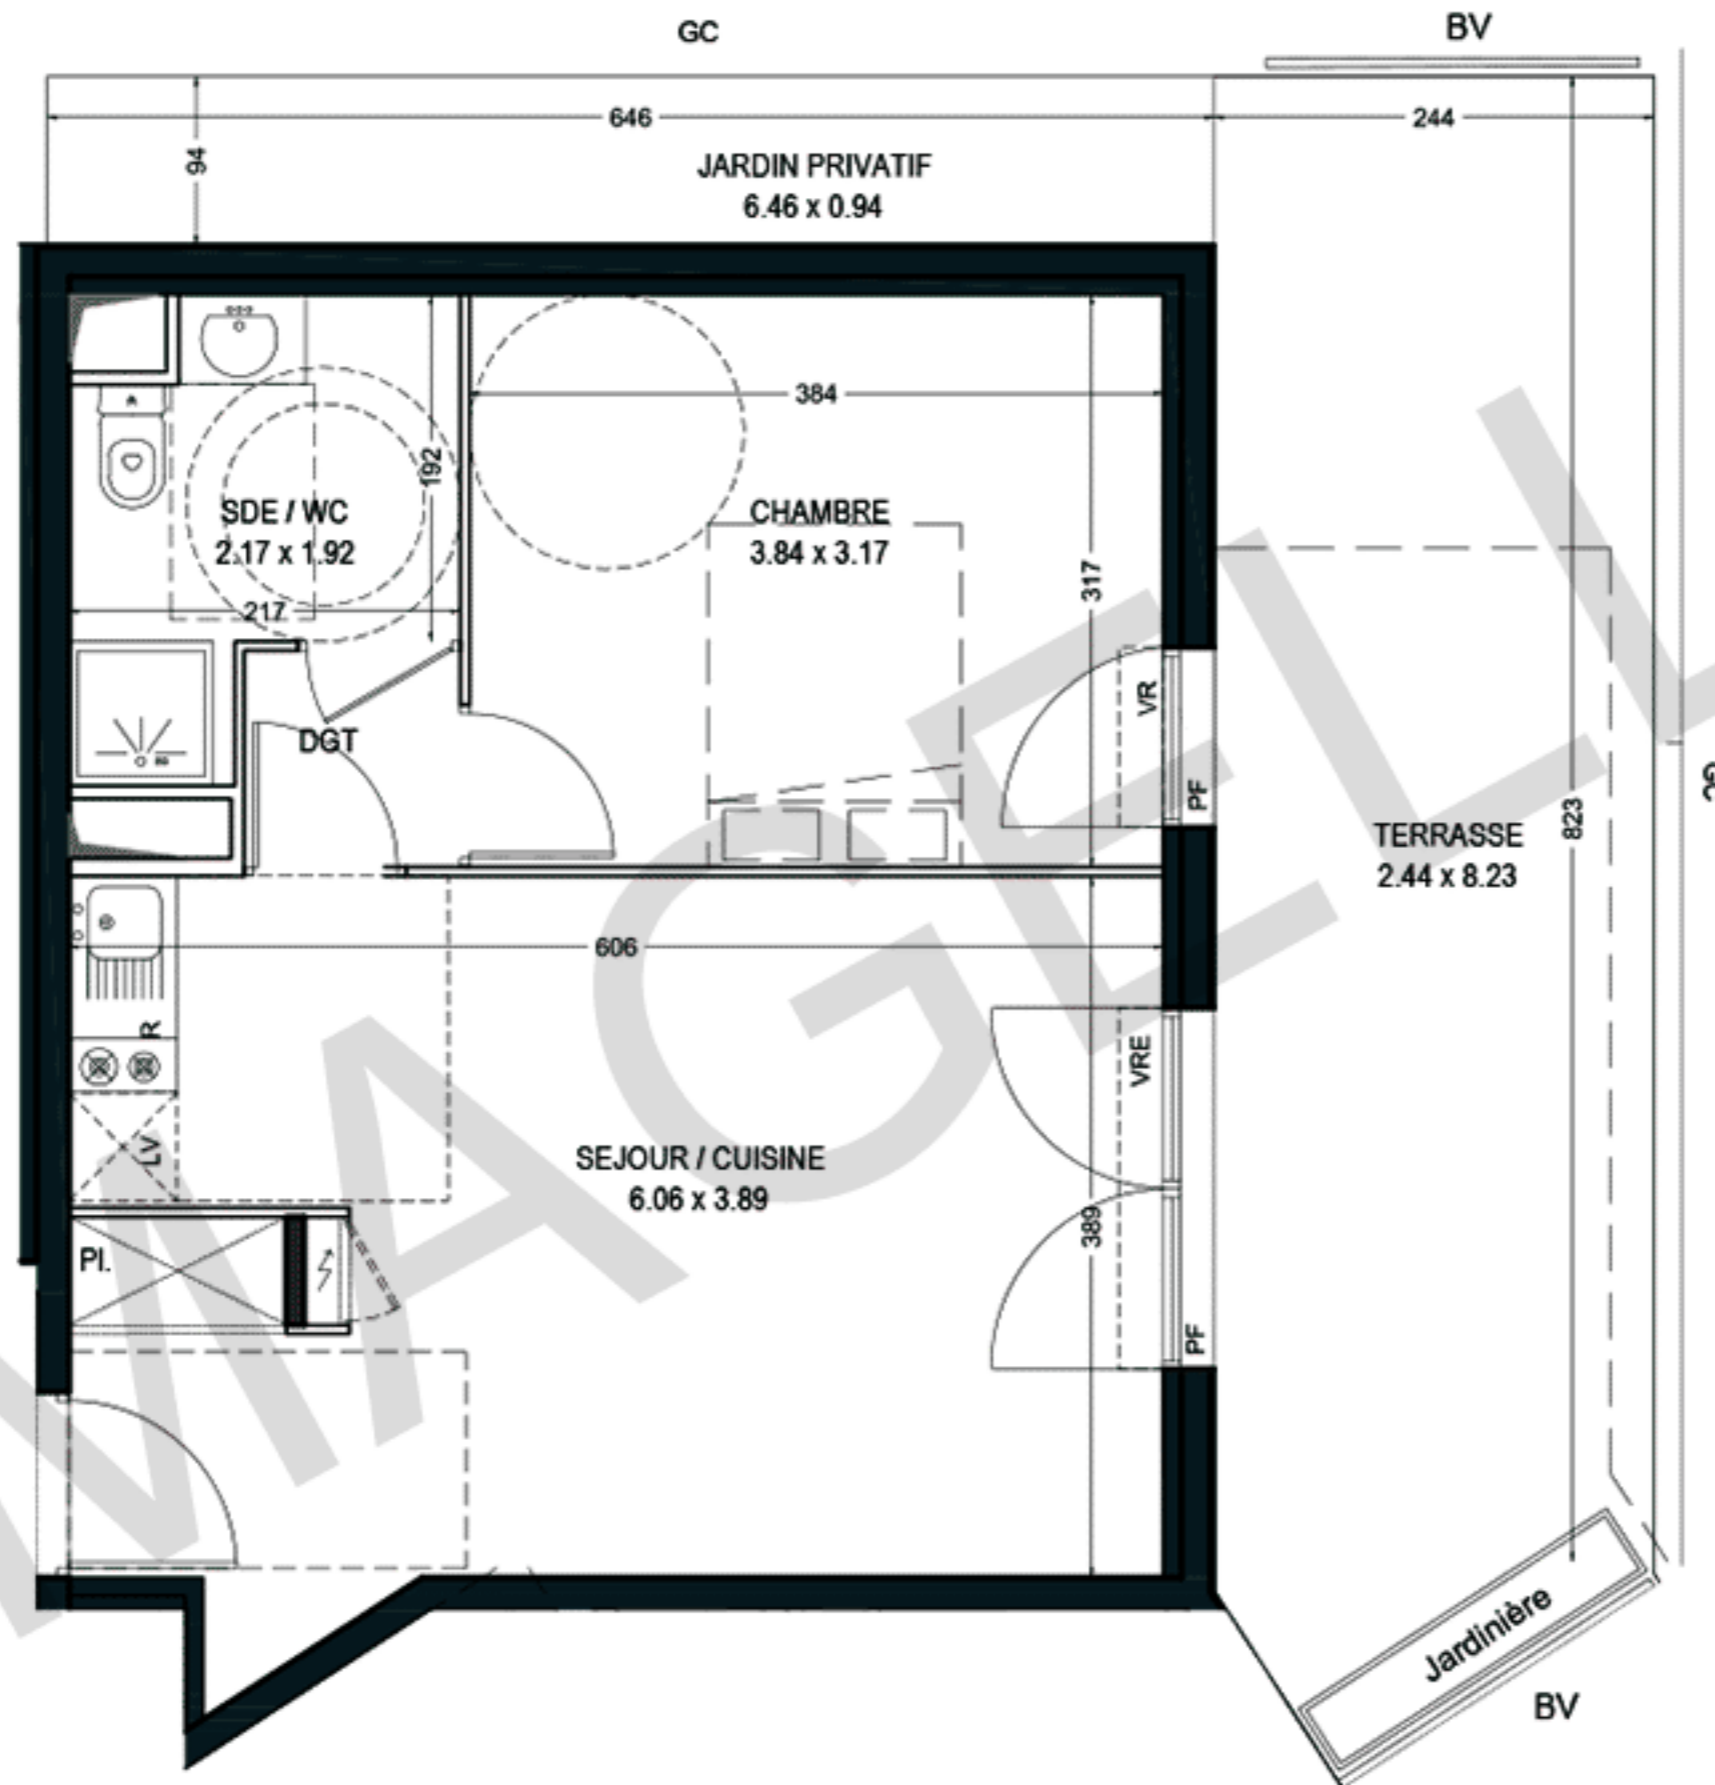 GC
BV
646
244
94
JARDIN PRIVATIF
6.46 x 0.94
384
192
SDE / WC
2.17 x 1.92
CHAMBRE
3.84 x 3.17
317
217
VR
DGT
PF
GC
823
TERRASSE
2.44 x 8.23
606
R
VRE
LV
SEJOUR / CUISINE
6.06 x 3.89
389
Pl.
PF
Jardinière
BV
MAGELL